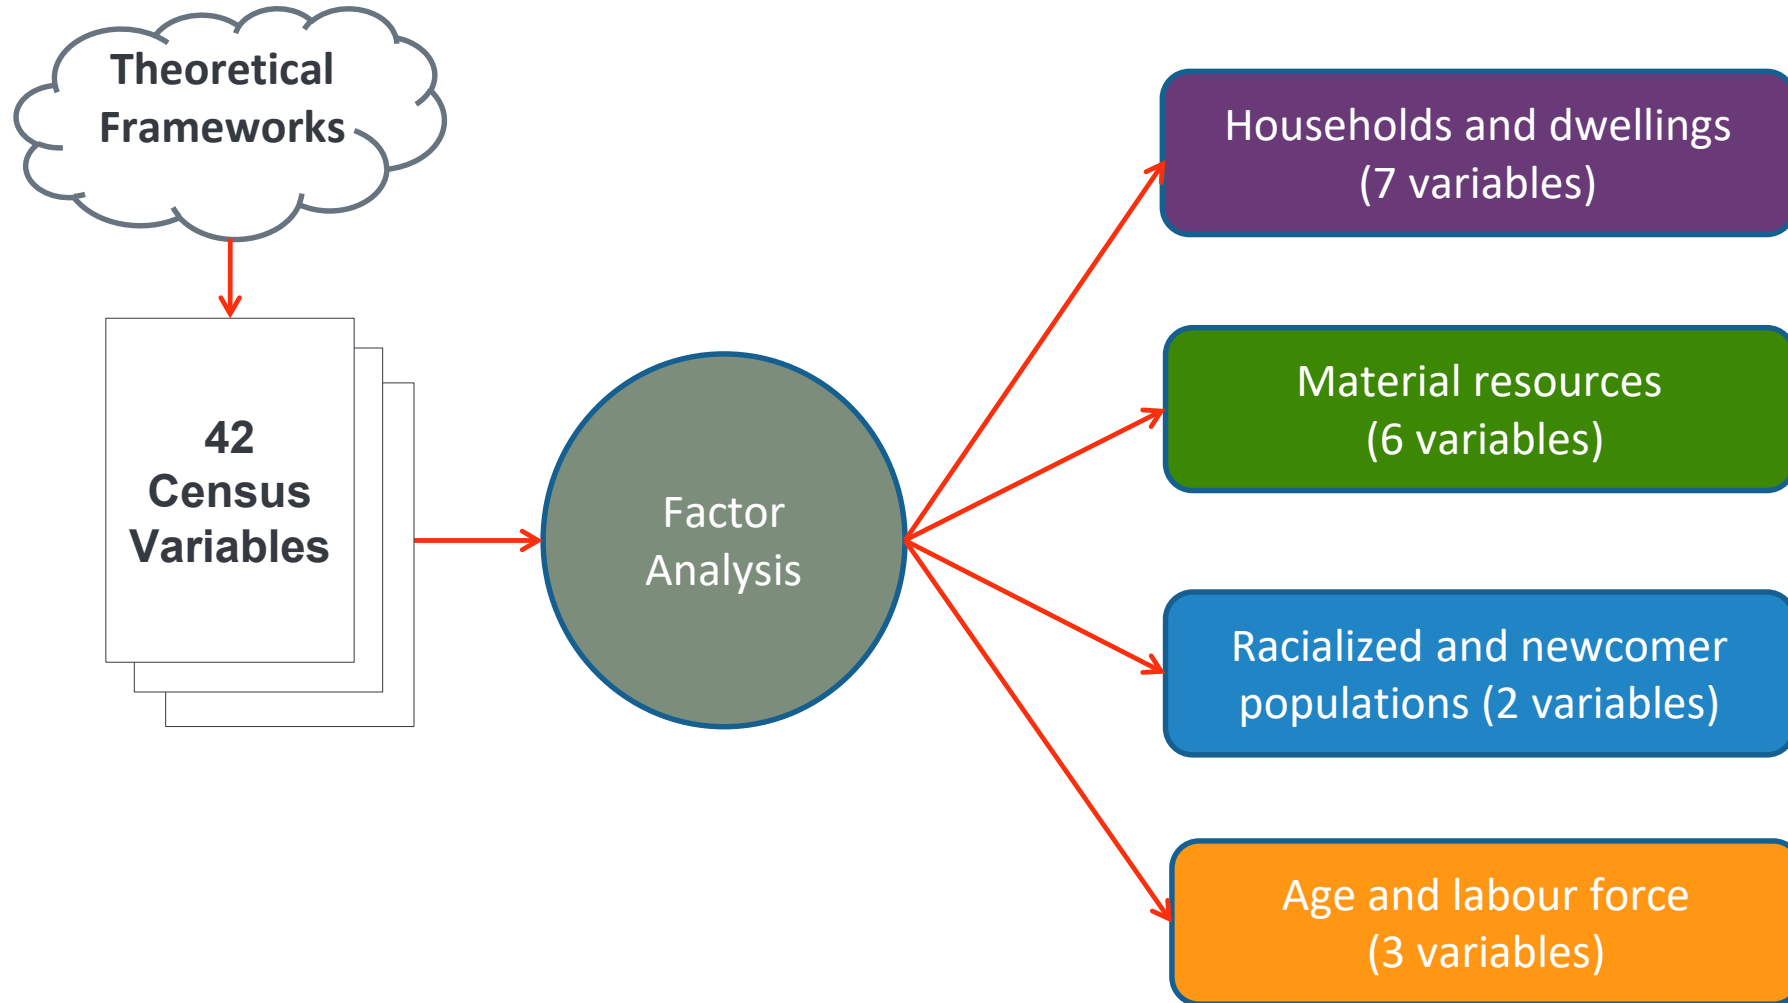 Theoretical
Frameworks
42
Census
Variables
Factor
Analysis
Households and dwellings
(7 variables)
Material resources
(6 variables)
Racialized and newcomer
populations (2 variables)
Age and labour force
(3 variables)